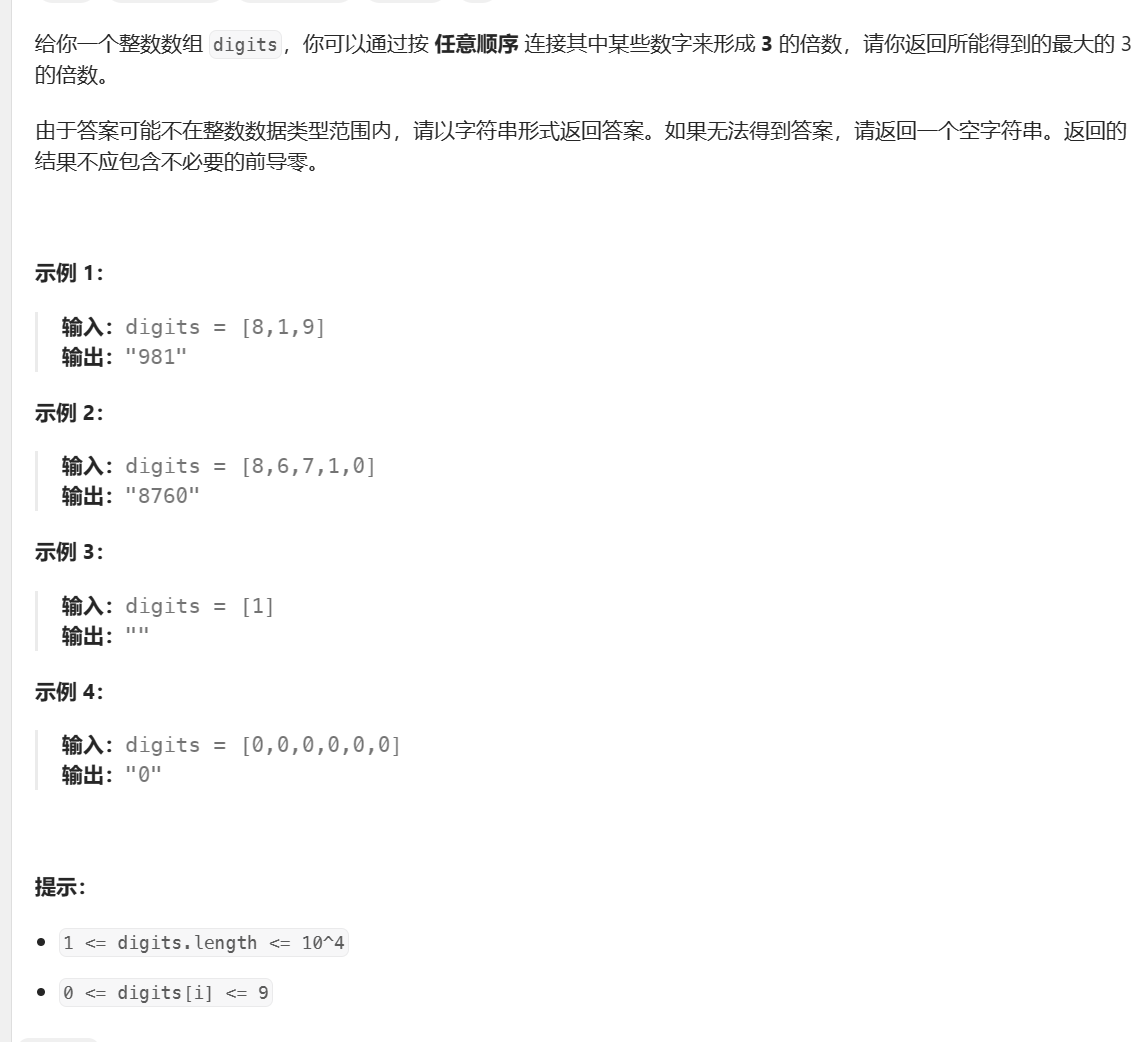 给你一个整数数组 digits，你可以通过按 任意顺序 连接其中某些数字来形成 3 的倍数，请你返回所能得到的最大的 3
的倍数。
由于答案可能不在整数数据类型范围内，请以字符串形式返回答案。如果无法得到答案，请返回一个空字符串。返回的
结果不应包含不必要的前导零。
示例 1：
输入：digits = [8,1,9]
输出："981"
示例 2：
输入：digits = [8,6,7,1,0]
输出："8760"
示例 3：
输入：digits = [1]
输出：""
示例 4：
输入：digits = [0,0,0,0,0,0]
输出："0"
提示：
• 1 <= digits.length <= 10^4
• 0 <= digits[i] <= 9